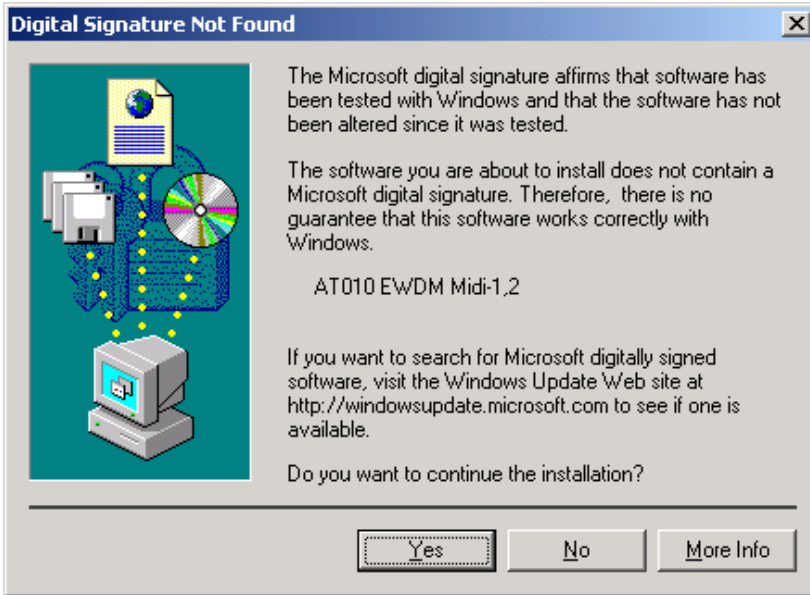 Digital Signature Not Found
The Microsoft digital signature affirms that software has
been tested with Windows and that the software has not
been altered since it was tested.
The software you are about to install does not contain a
Microsoft digital signature. Therefore,  there is no
guarantee that this software works correctly with
Windows.
AT010 EWDM Midi-1,2
If you want to search for Microsoft digitally signed
software, visit the Windows Update Web site at
http://windowsupdate.microsoft.com to see if one is
available.
Do you want to continue the installation?
Yes
No
More Info